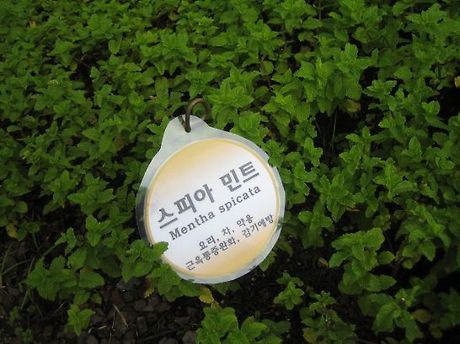 스피아 민트
Mentha spicata
요리, 차, 약용
근육통증완화, 감기예방